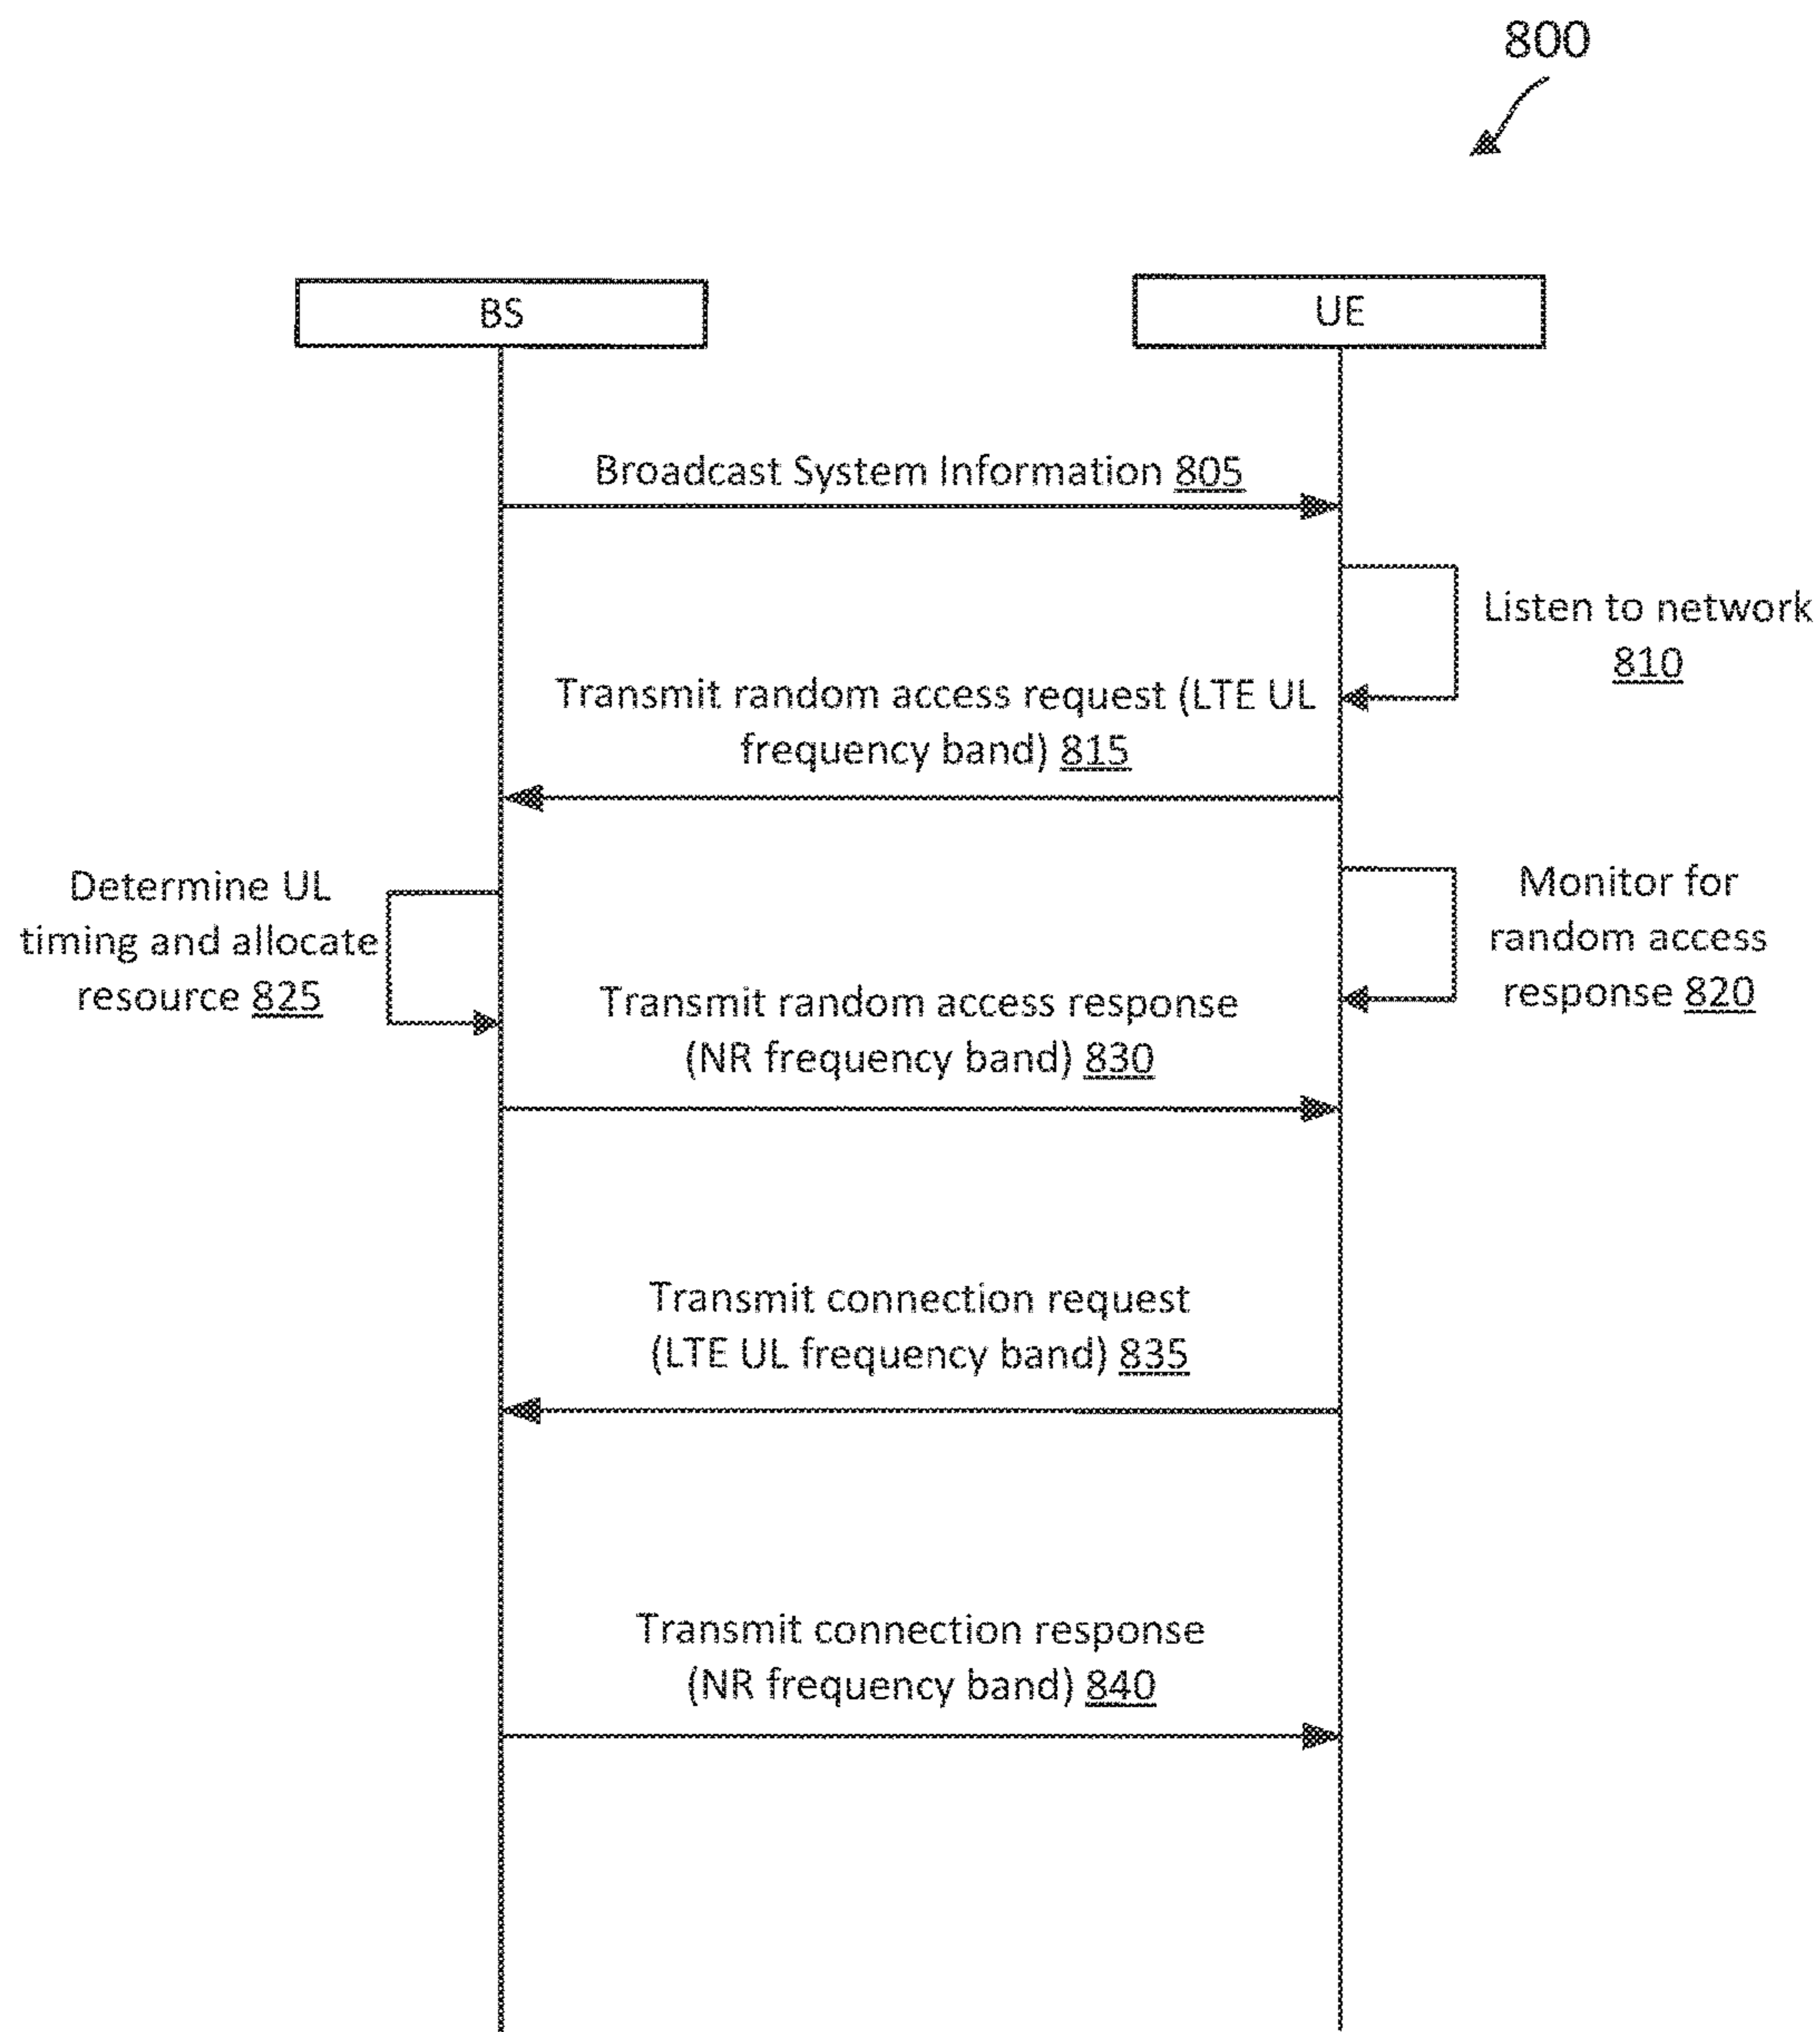 800
BS
UE
Broadcast System Information 805
Listen to network
810
Transmit random access request (LTE UL
frequency band) 815
Determine UL
timing and allocate
resource 825
Monitor for
random access
response 820
Transmit random access response
(NR frequency band) 830
Transmit connection request
(LTE UL frequency band) 835
Transmit connection response
(NR frequency band) 840